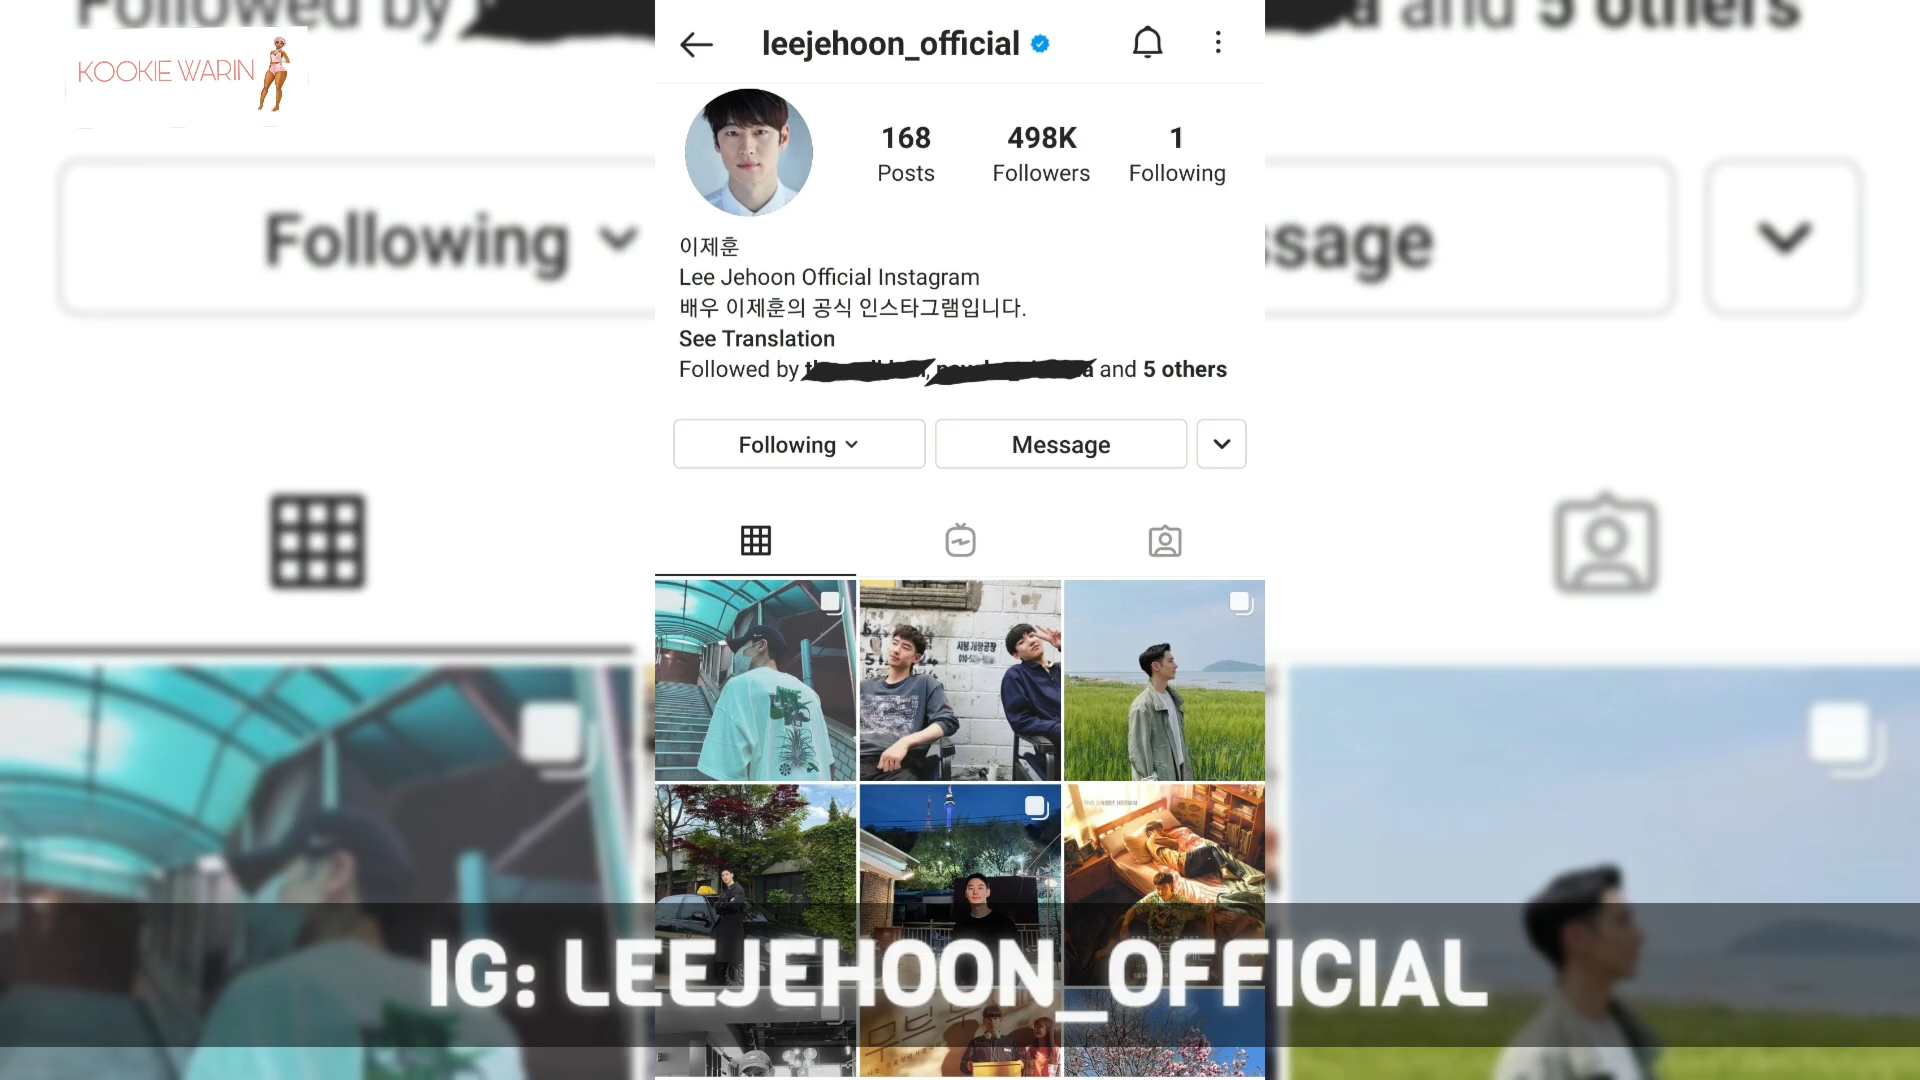 KOOKIE WARIN
leejehoon_official
168
498K
1
Posts
Followers
Following
이제훈
Lee Jehoon Official Instagram
배우 이제훈의 공식 인스타그램입니다.
See Translation
Followed by and 5 others
Following
Message
IG: LEEJEHOON_OFFICIAL